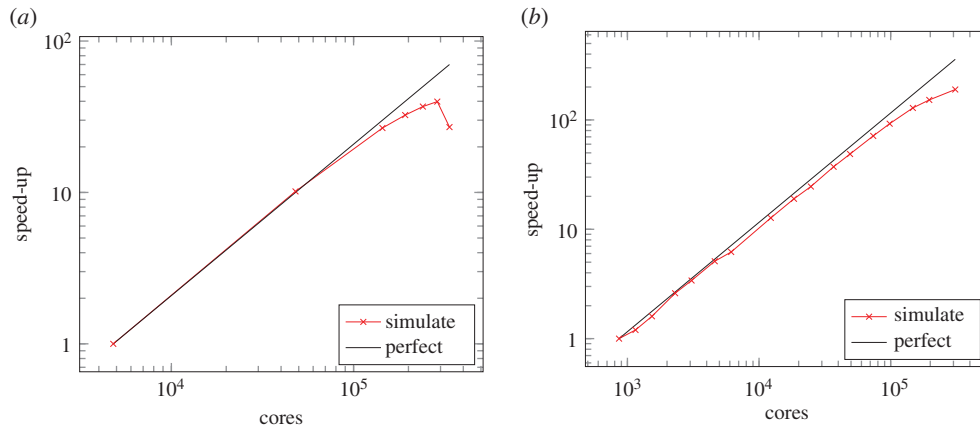 (a)
10²
10
1
speed-up
10⁴
10⁵
cores
simulate
perfect
(b)
10²
10
1
speed-up
10³
10⁴
10⁵
cores
simulate
perfect